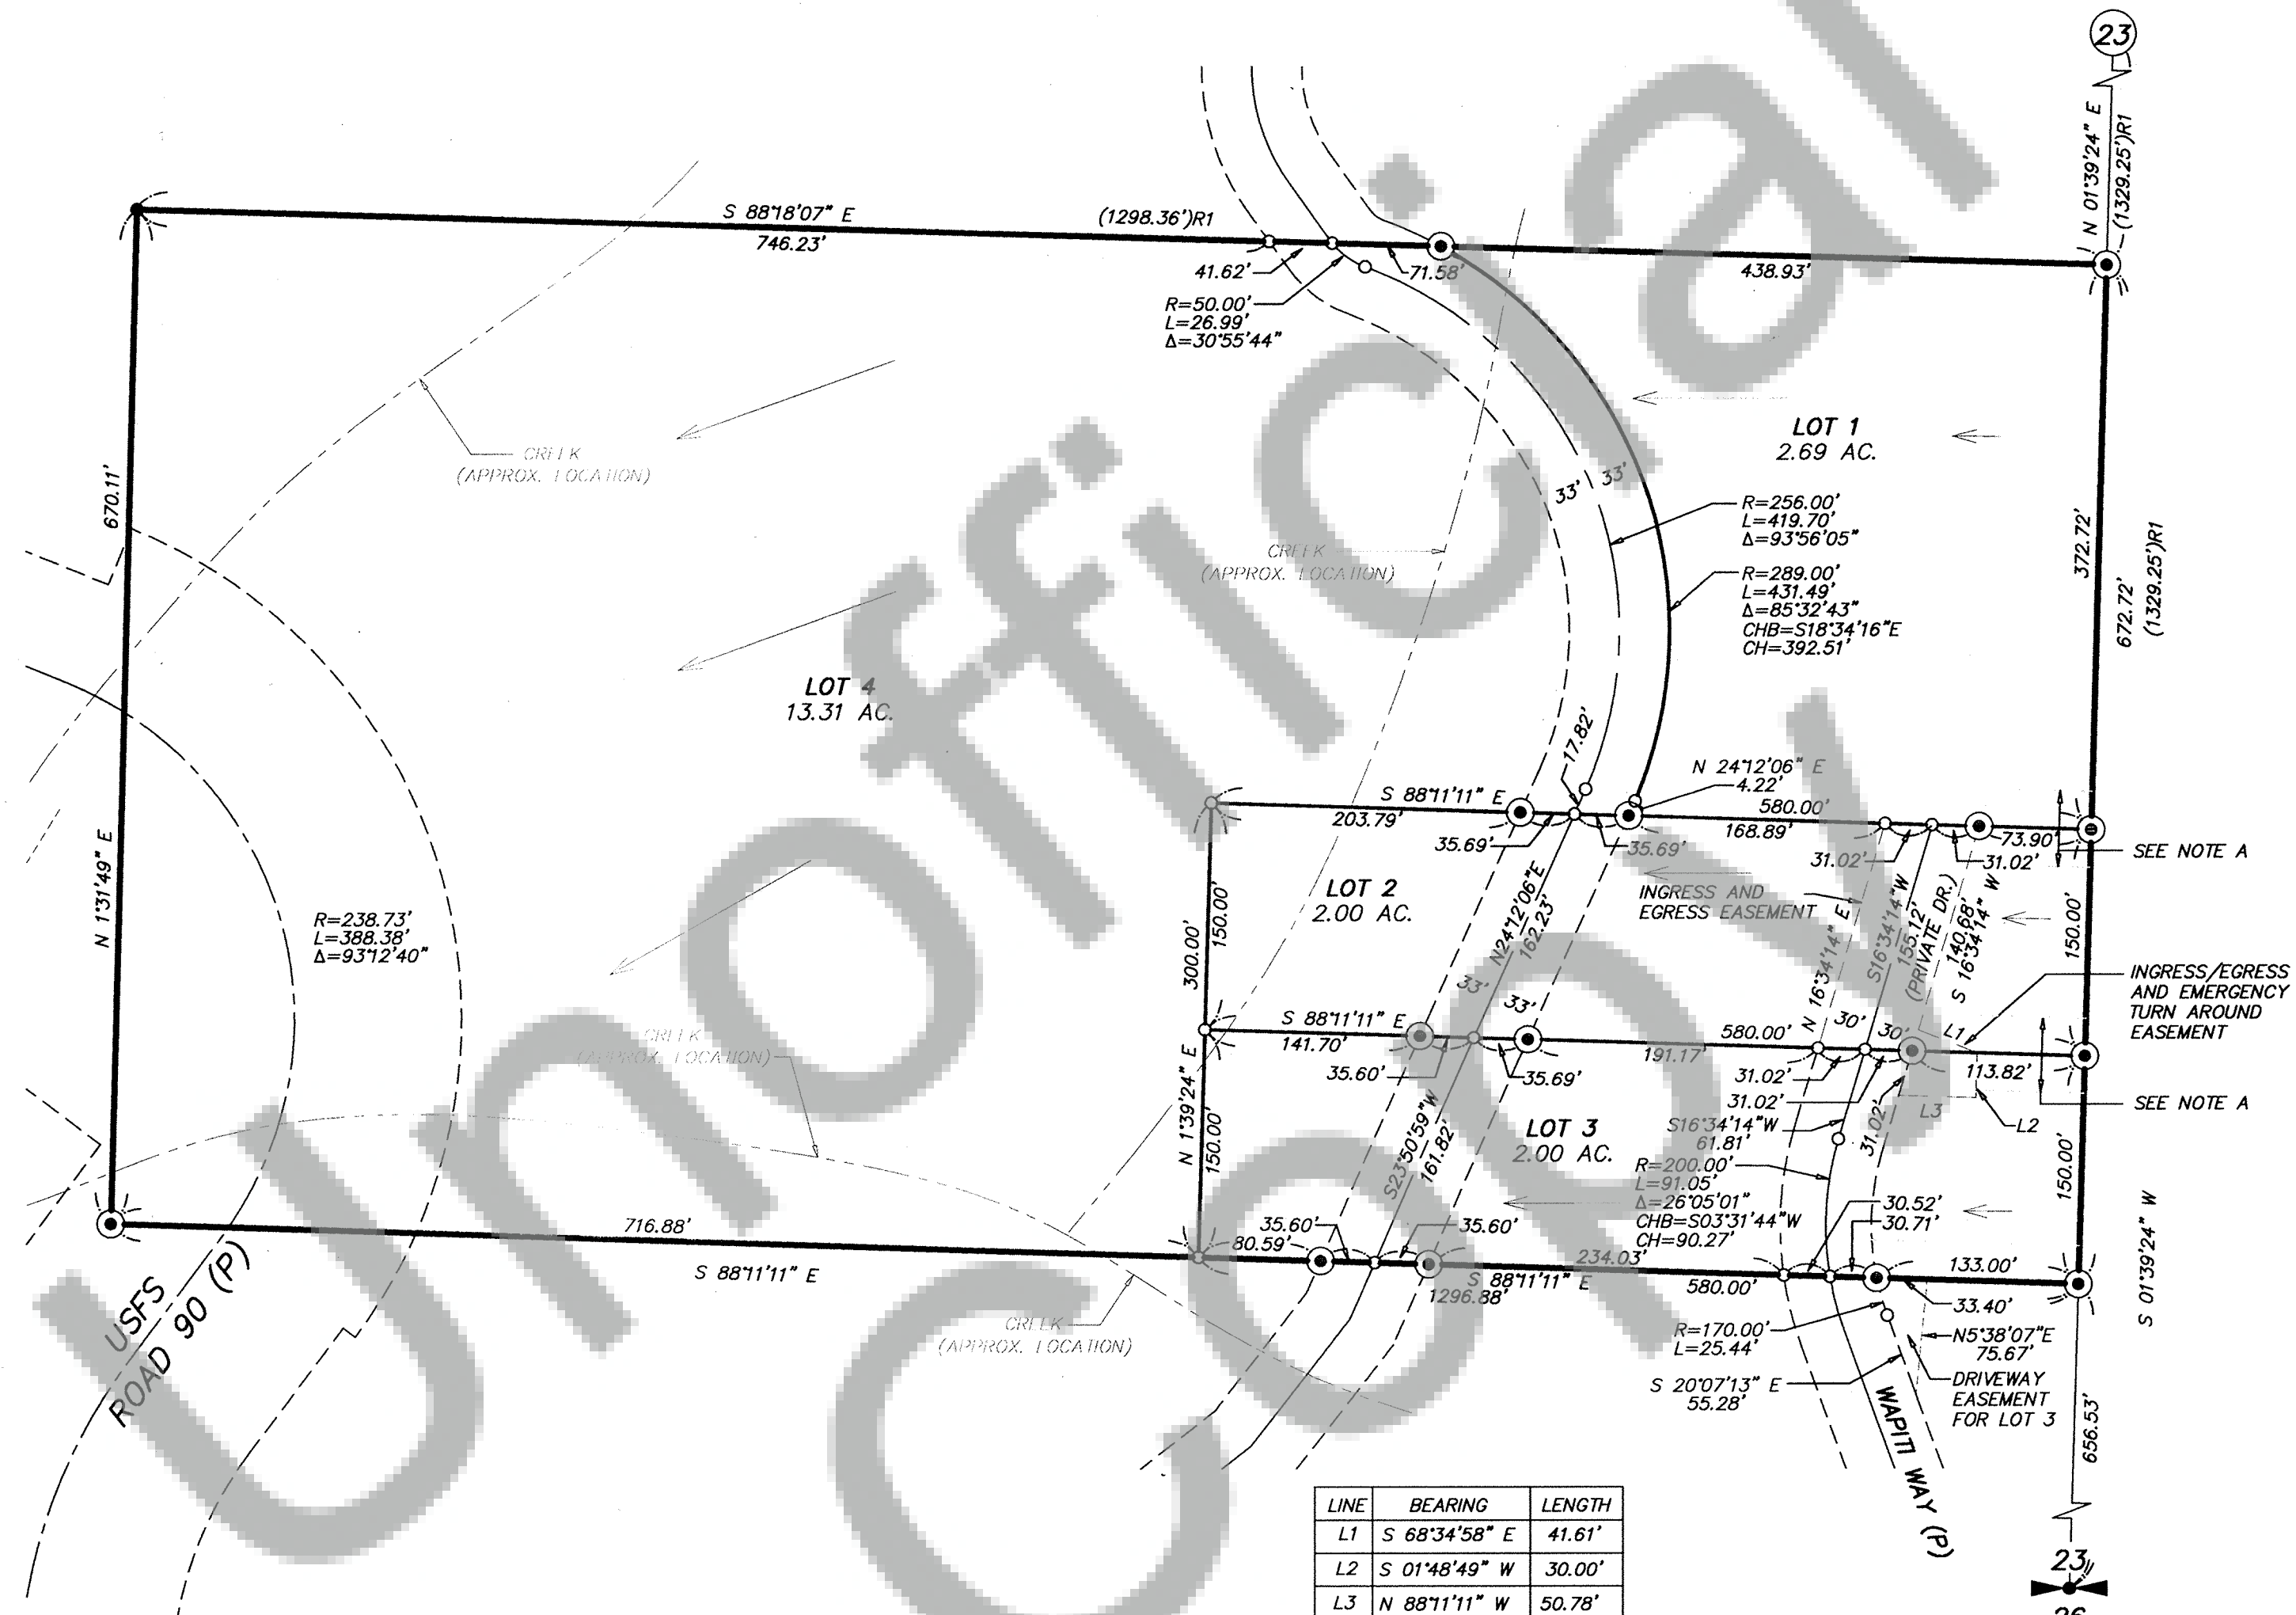 23
N 01°39'24" E
(1329.25')R1
S 88°18'07" E
746.23'
(1298.36')R1
41.62'
71.58'
438.93'
R=50.00'
L=26.99'
Δ=30°55'44"
CREEK
(APPROX. LOCATION)
670.11'
N 1°31'49" E
LOT 1
2.69 AC.
33'
33'
R=256.00'
L=419.70'
Δ=93°56'05"
R=289.00'
L=431.49'
Δ=85°32'43"
CHB=S18°34'16"E
CH=392.51'
372.72'
672.72'
(1329.25')R1
CREEK
(APPROX. LOCATION)
LOT 4
13.31 AC.
17.82'
N 24°12'06" E
4.22'
S 88°11'11" E
203.79'
35.69'
35.69'
580.00'
168.89'
31.02'
31.02'
73.90'
SEE NOTE A
LOT 2
2.00 AC.
INGRESS AND
EGRESS EASEMENT
150.00'
300.00'
N24°12'06"E
162.23'
33'
33'
N 16°34'14" E
S16°34'14"W
155.12'
(PRIVATE DR.)
140.68'
S 16°34'14" W
150.00'
INGRESS/EGRESS
AND EMERGENCY
TURN AROUND
EASEMENT
R=238.73'
L=388.38'
Δ=93°12'40"
CREEK
(APPROX. LOCATION)
S 88°11'11" E
141.70'
35.60'
35.69'
580.00'
191.17'
30'
30'
L1
31.02'
31.02'
113.82'
SEE NOTE A
L3
L2
31.02'
N 1°39'24" E
150.00'
S23°50'59"W
161.82'
LOT 3
2.00 AC.
S16°34'14"W
61.81'
R=200.00'
L=91.05'
Δ=26°05'01"
CHB=S03°31'44"W
CH=90.27'
30.52'
30.71'
150.00'
S 01°39'24" W
716.88'
S 88°11'11" E
80.59'
35.60'
35.60'
234.03'
S 88°11'11" E
1296.88'
580.00'
133.00'
33.40'
R=170.00'
L=25.44'
N5°38'07"E
75.67'
S 20°07'13" E
55.28'
DRIVEWAY
EASEMENT
FOR LOT 3
CREEK
(APPROX. LOCATION)
USFS
ROAD 90 (P)
WAPITI WAY (P)
656.53'
LINE BEARING LENGTH
L1 S 68°34'58" E 41.61'
L2 S 01°48'49" W 30.00'
L3 N 88°11'11" W 50.78'
23
26
Unofficial
Copy